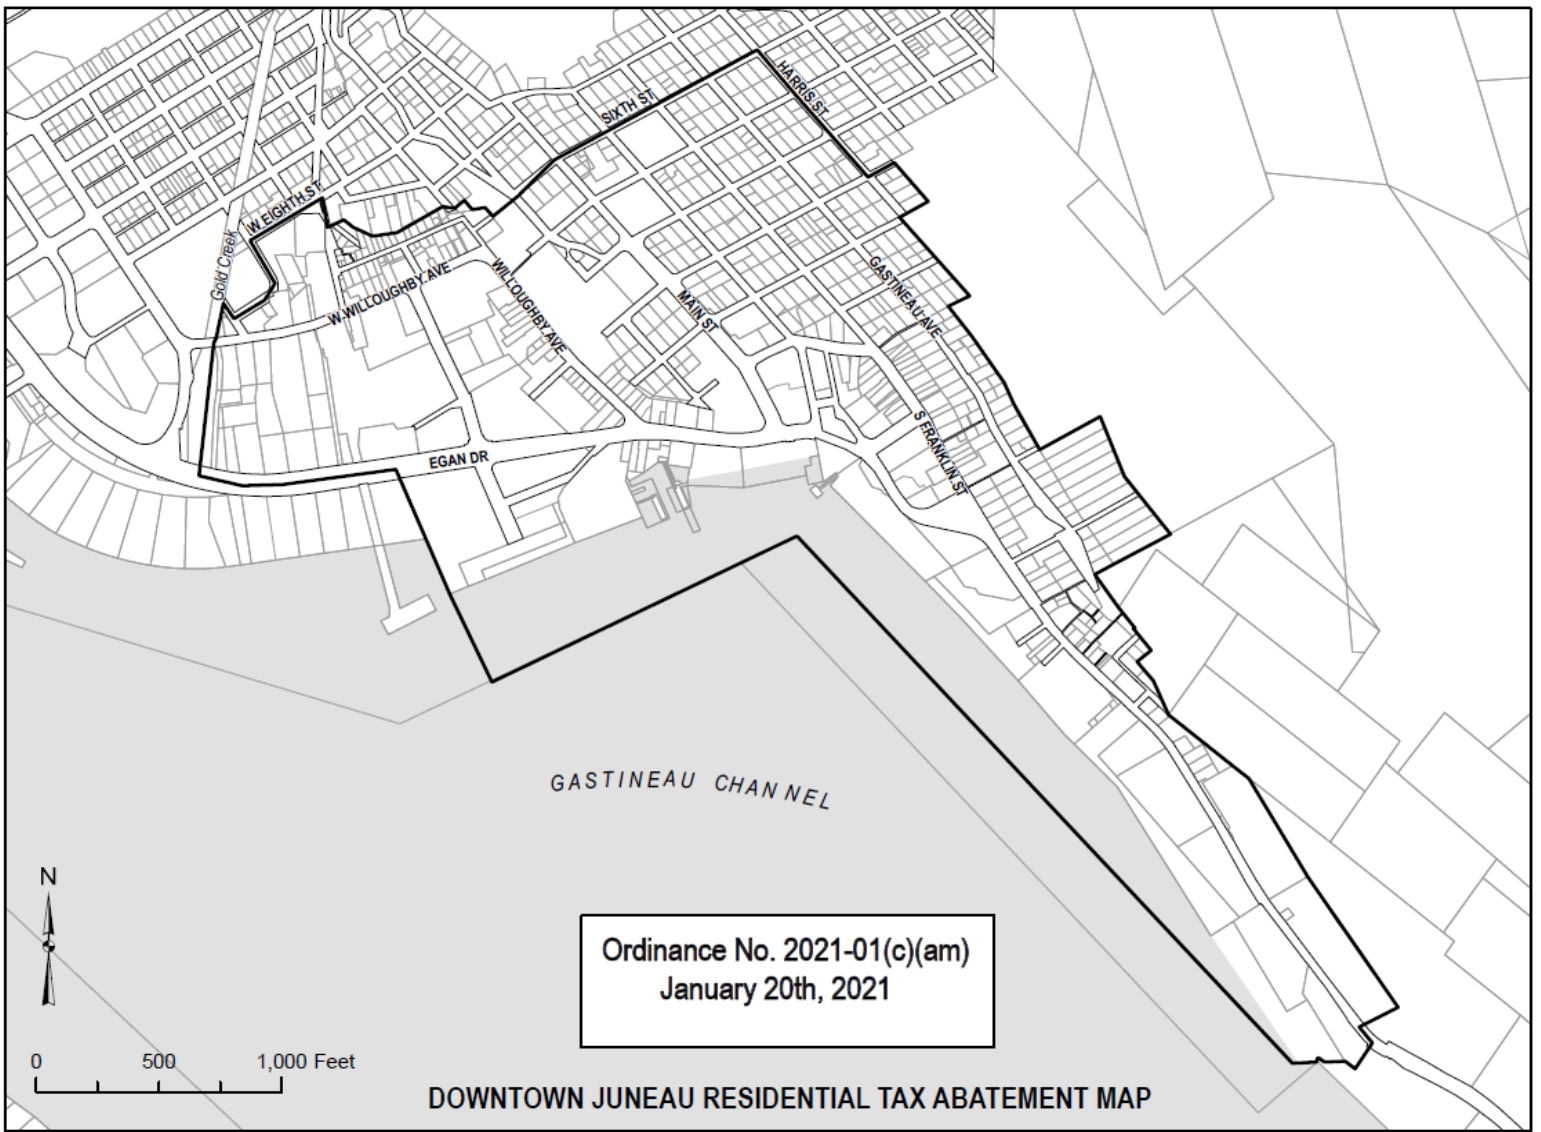 HARRIS ST
SIXTH ST
W EIGHTH ST
Gold Creek
W. WILLOUGHBY AVE
WILLOUGHBY AVE
MAIN ST
GASTINEAU AVE
S FRANKLIN ST
EGAN DR
GASTINEAU CHANNEL
N
Ordinance No. 2021-01(c)(am)
January 20th, 2021
0 500 1,000 Feet
DOWNTOWN JUNEAU RESIDENTIAL TAX ABATEMENT MAP